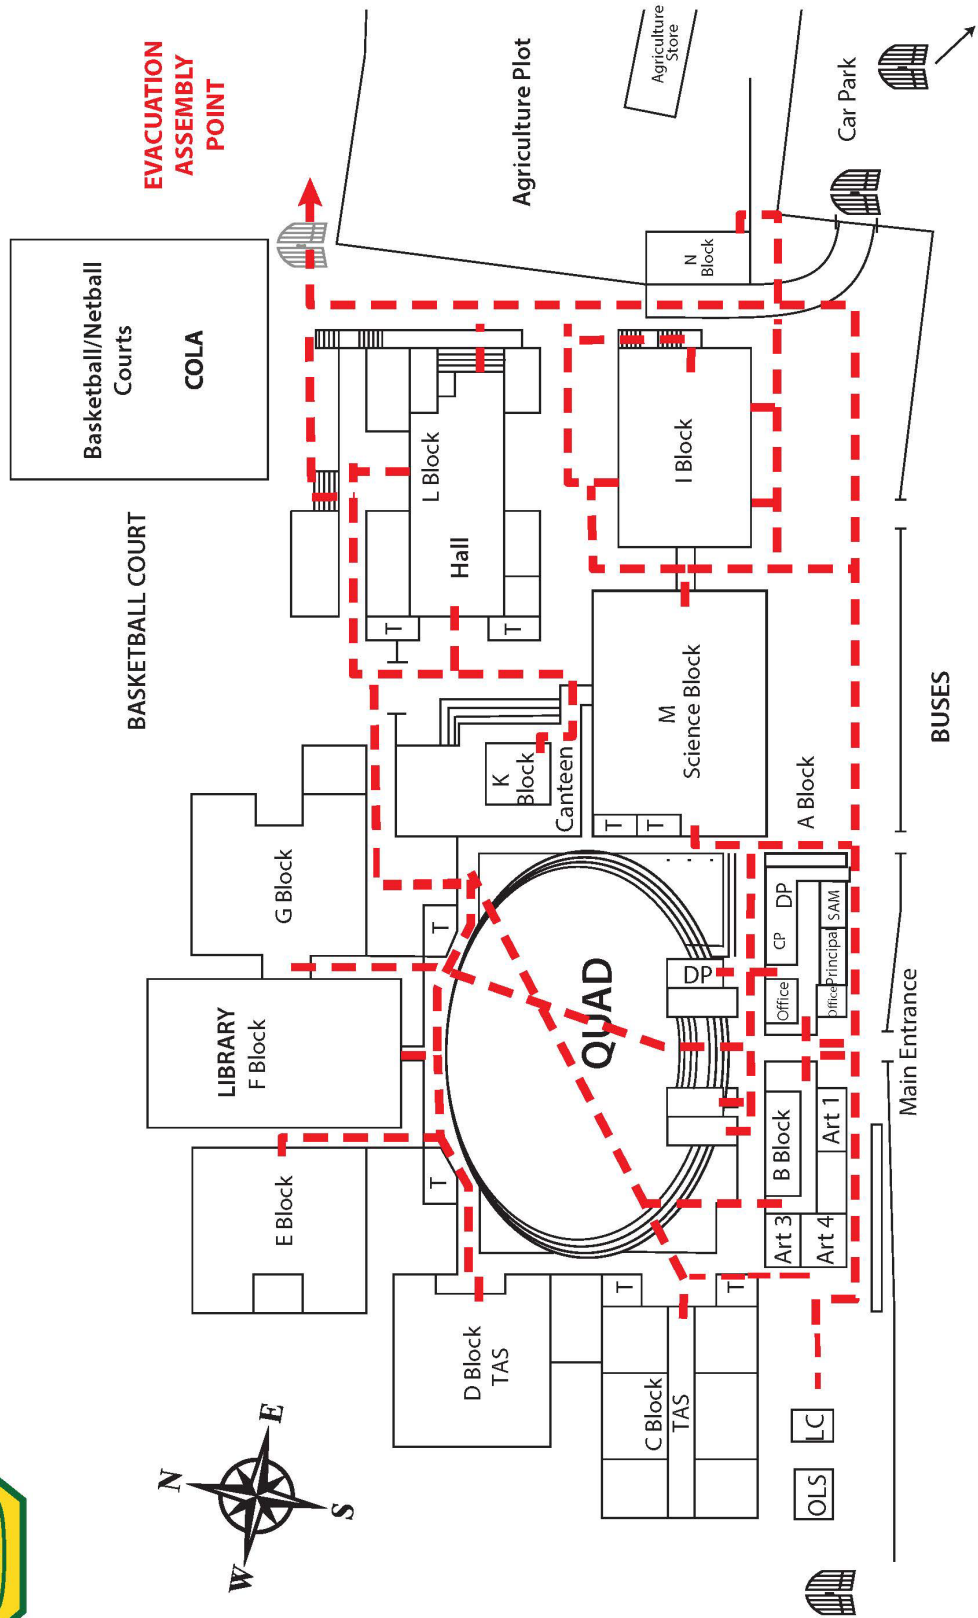 EVACUATION
ASSEMBLY
POINT
Basketball/Netball
Courts
COLA
BASKETBALL COURT
Agriculture Plot
Agriculture
Store
Car Park
N
Block
L Block
Hall
T
T
I Block
G Block
K
Block
Canteen
M
Science Block
T
T
A Block
BUSES
LIBRARY
F Block
T
QUAD
DP
CP
DP
Office
Office
Principal
SAM
Main Entrance
E Block
T
B Block
Art 1
Art 3
Art 4
D Block
TAS
T
T
C Block
TAS
LC
OLS
N
E
S
W